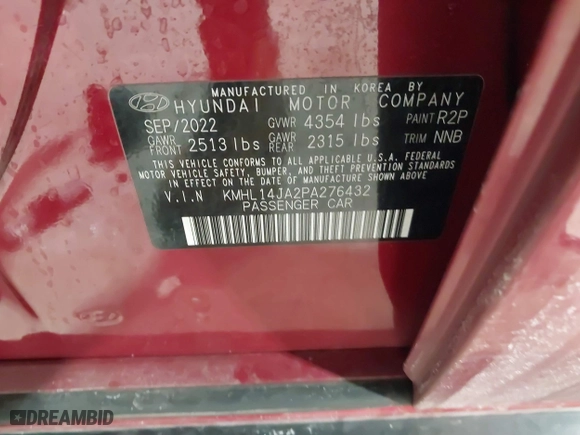 MANUFACTURED IN KOREA BY
HYUNDAI MOTOR COMPANY
SEP/2022 GVWR 4354 lbs PAINT R2P
GAWR FRONT 2513 lbs GAWR REAR 2315 lbs TRIM NNB
THIS VEHICLE CONFORMS TO ALL APPLICABLE U.S.A. FEDERAL
MOTOR VEHICLE SAFETY, BUMPER, AND THEFT PREVENTION STANDARDS
IN EFFECT ON THE DATE OF MANUFACTURE SHOWN ABOVE
V.I.N KMHL14JA2PA276432
PASSENGER CAR
DREAMBID